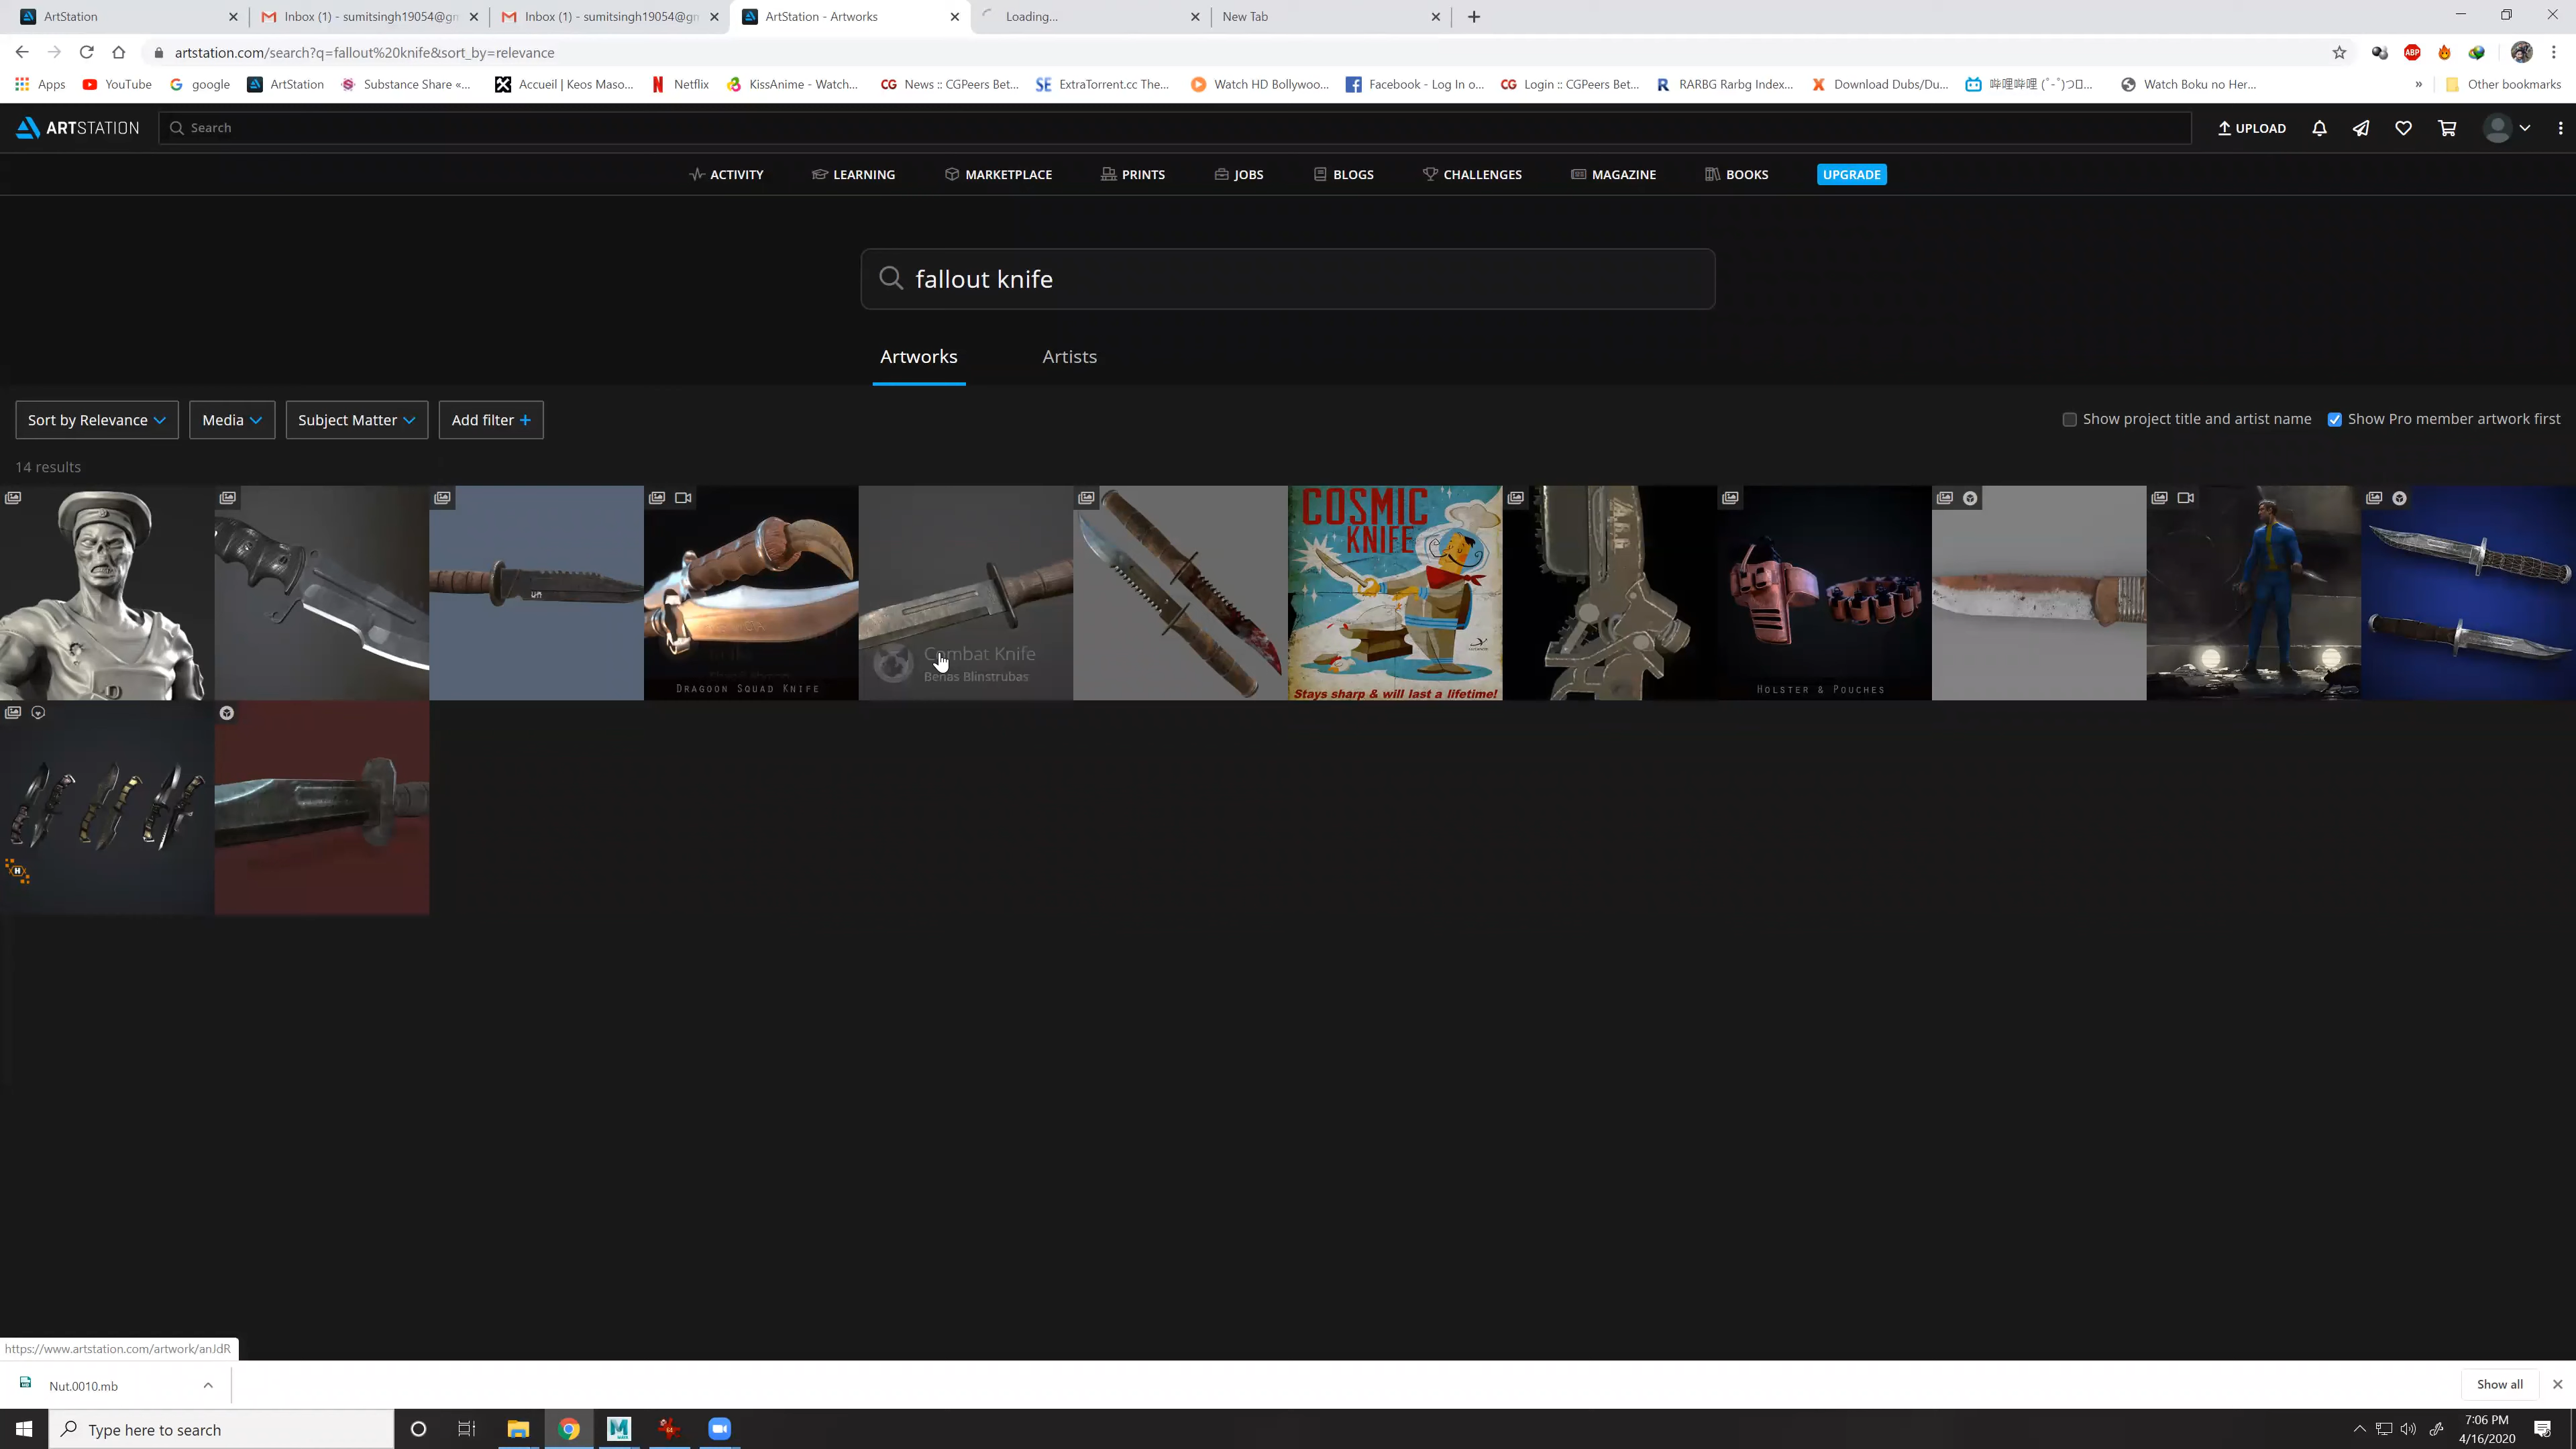 ArtStation
Inbox (1) - sumitsingh19054@gm
Inbox (1) - sumitsingh19054@gm
ArtStation - Artworks
Loading...
New Tab
artstation.com/search?q=fallout%20knife&sort_by=relevance
ABP
Apps
YouTube
google
ArtStation
Substance Share «...
Accueil | Keos Maso...
Netflix
KissAnime - Watch...
CG News :: CGPeers Bet...
SE ExtraTorrent.cc The...
Watch HD Bollywoo...
Facebook - Log In o...
CG Login :: CGPeers Bet...
R RARBG Rarbg Index...
X Download Dubs/Du...
Watch Boku no Her...
»
Other bookmarks
ARTSTATION
Search
UPLOAD
ACTIVITY
LEARNING
MARKETPLACE
PRINTS
JOBS
BLOGS
CHALLENGES
MAGAZINE
BOOKS
UPGRADE
fallout knife
Artworks
Artists
Sort by Relevance
Media
Subject Matter
Add filter +
Show project title and artist name
Show Pro member artwork first
14 results
DRAGOON SQUAD KNIFE
Combat Knife
Benas Blinstrubas
COSMIC
KNIFE
Stays sharp & will last a lifetime!
HOLSTER & POUCHES
https://www.artstation.com/artwork/anJdR
Nut.0010.mb
Show all
Type here to search
7:06 PM
4/16/2020